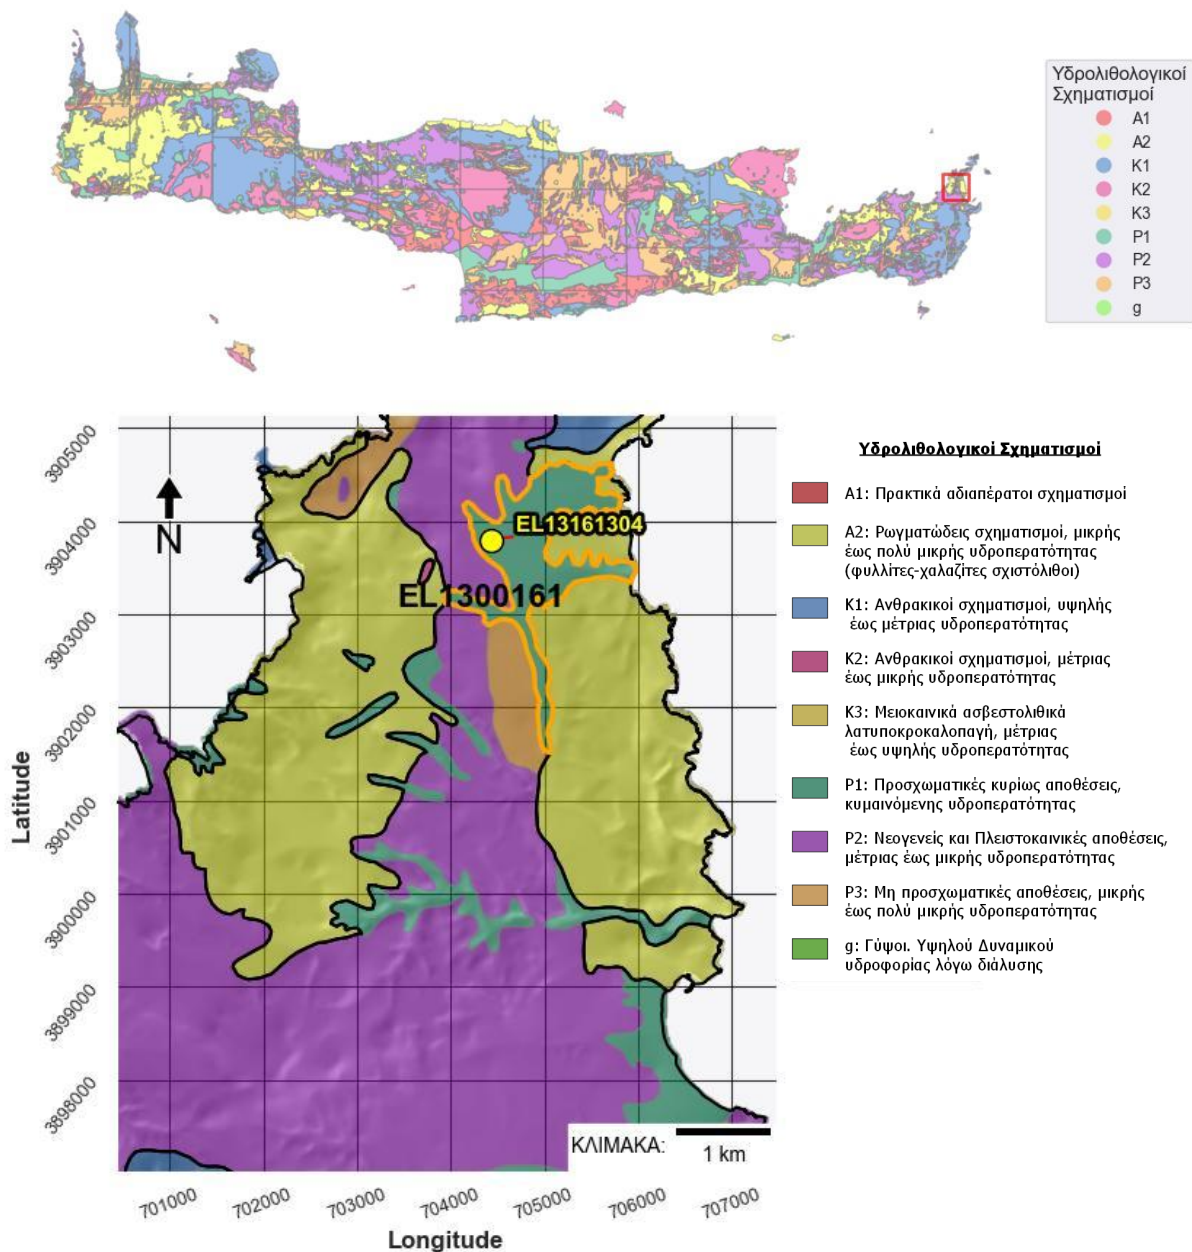 Υδρολιθολογικοί
Σχηματισμοί
A1
A2
K1
K2
K3
P1
P2
P3
g
3905000
3904000
3903000
3902000
3901000
3900000
3899000
3898000
Latitude
N
EL13161304
EL1300161
ΚΛΙΜΑΚΑ:
1 km
701000
702000
703000
704000
705000
706000
707000
Longitude
Υδρολιθολογικοί Σχηματισμοί
A1: Πρακτικά αδιαπέρατοι σχηματισμοί
A2: Ρωγματώδεις σχηματισμοί, μικρής
έως πολύ μικρής υδροπερατότητας
(φυλλίτες-χαλαζίτες σχιστόλιθοι)
K1: Ανθρακικοί σχηματισμοί, υψηλής
έως μέτριας υδροπερατότητας
K2: Ανθρακικοί σχηματισμοί, μέτριας
έως μικρής υδροπερατότητας
K3: Μειοκαινικά ασβεστολιθικά
λατυποκροκαλοπαγή, μέτριας
έως υψηλής υδροπερατότητας
P1: Προσχωματικές κυρίως αποθέσεις,
κυμαινόμενης υδροπερατότητας
P2: Νεογενείς και Πλειστοκαινικές αποθέσεις,
μέτριας έως μικρής υδροπερατότητας
P3: Μη προσχωματικές αποθέσεις, μικρής
έως πολύ μικρής υδροπερατότητας
g: Γύψοι. Υψηλού Δυναμικού
υδροφορίας λόγω διάλυσης